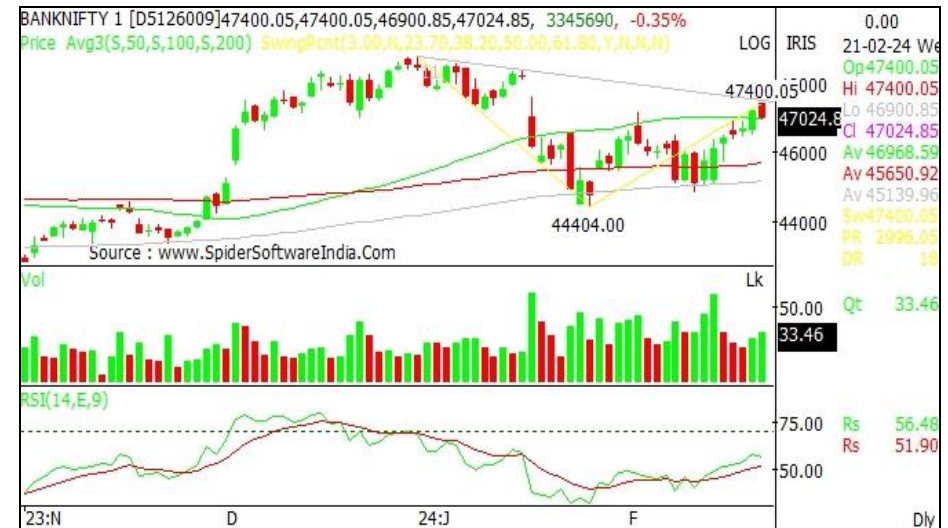 BANKNIFTY 1 [D5126009]47400.05,47400.05,46900.85,47024.85, 3345690, -0.35%
Price Avg3(S,50,S,100,S,200) SwingPcnt(3.00,N,23.70,38.20,50.00,61.80,Y,N,N,N)
LOG
IRIS
0.00
21-02-24 We
Op47400.05
Hi 47400.05
Lo 46900.85
Cl 47024.85
Av 46968.59
Av 45650.92
Av 45139.96
Sw47400.05
PR 2996.05
DR 18
47400.05
47024.8
46000
44000
44404.00
Source : www.SpiderSoftwareIndia.Com
Vol
Lk
50.00
33.46
Qt 33.46
RSI(14,E,9)
75.00
50.00
Rs 56.48
Rs 51.90
'23:N D 24:J F Dly